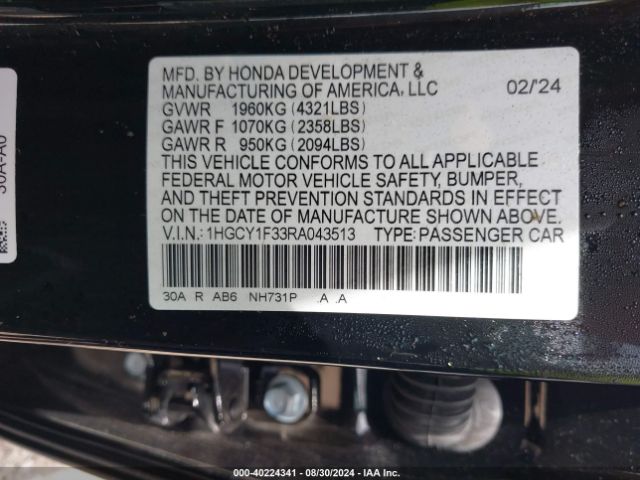 MFD. BY HONDA DEVELOPMENT &
MANUFACTURING OF AMERICA, LLC 02/'24
GVWR 1960KG (4321LBS)
GAWR F 1070KG (2358LBS)
GAWR R 950KG (2094LBS)
THIS VEHICLE CONFORMS TO ALL APPLICABLE
FEDERAL MOTOR VEHICLE SAFETY, BUMPER,
AND THEFT PREVENTION STANDARDS IN EFFECT
ON THE DATE OF MANUFACTURE SHOWN ABOVE.
V.I.N.: 1HGCY1F33RA043513 TYPE: PASSENGER CAR
30A R AB6 NH731P .A .A
30A-A0
000-40224341 / 08/30/2024 - IAA Inc.